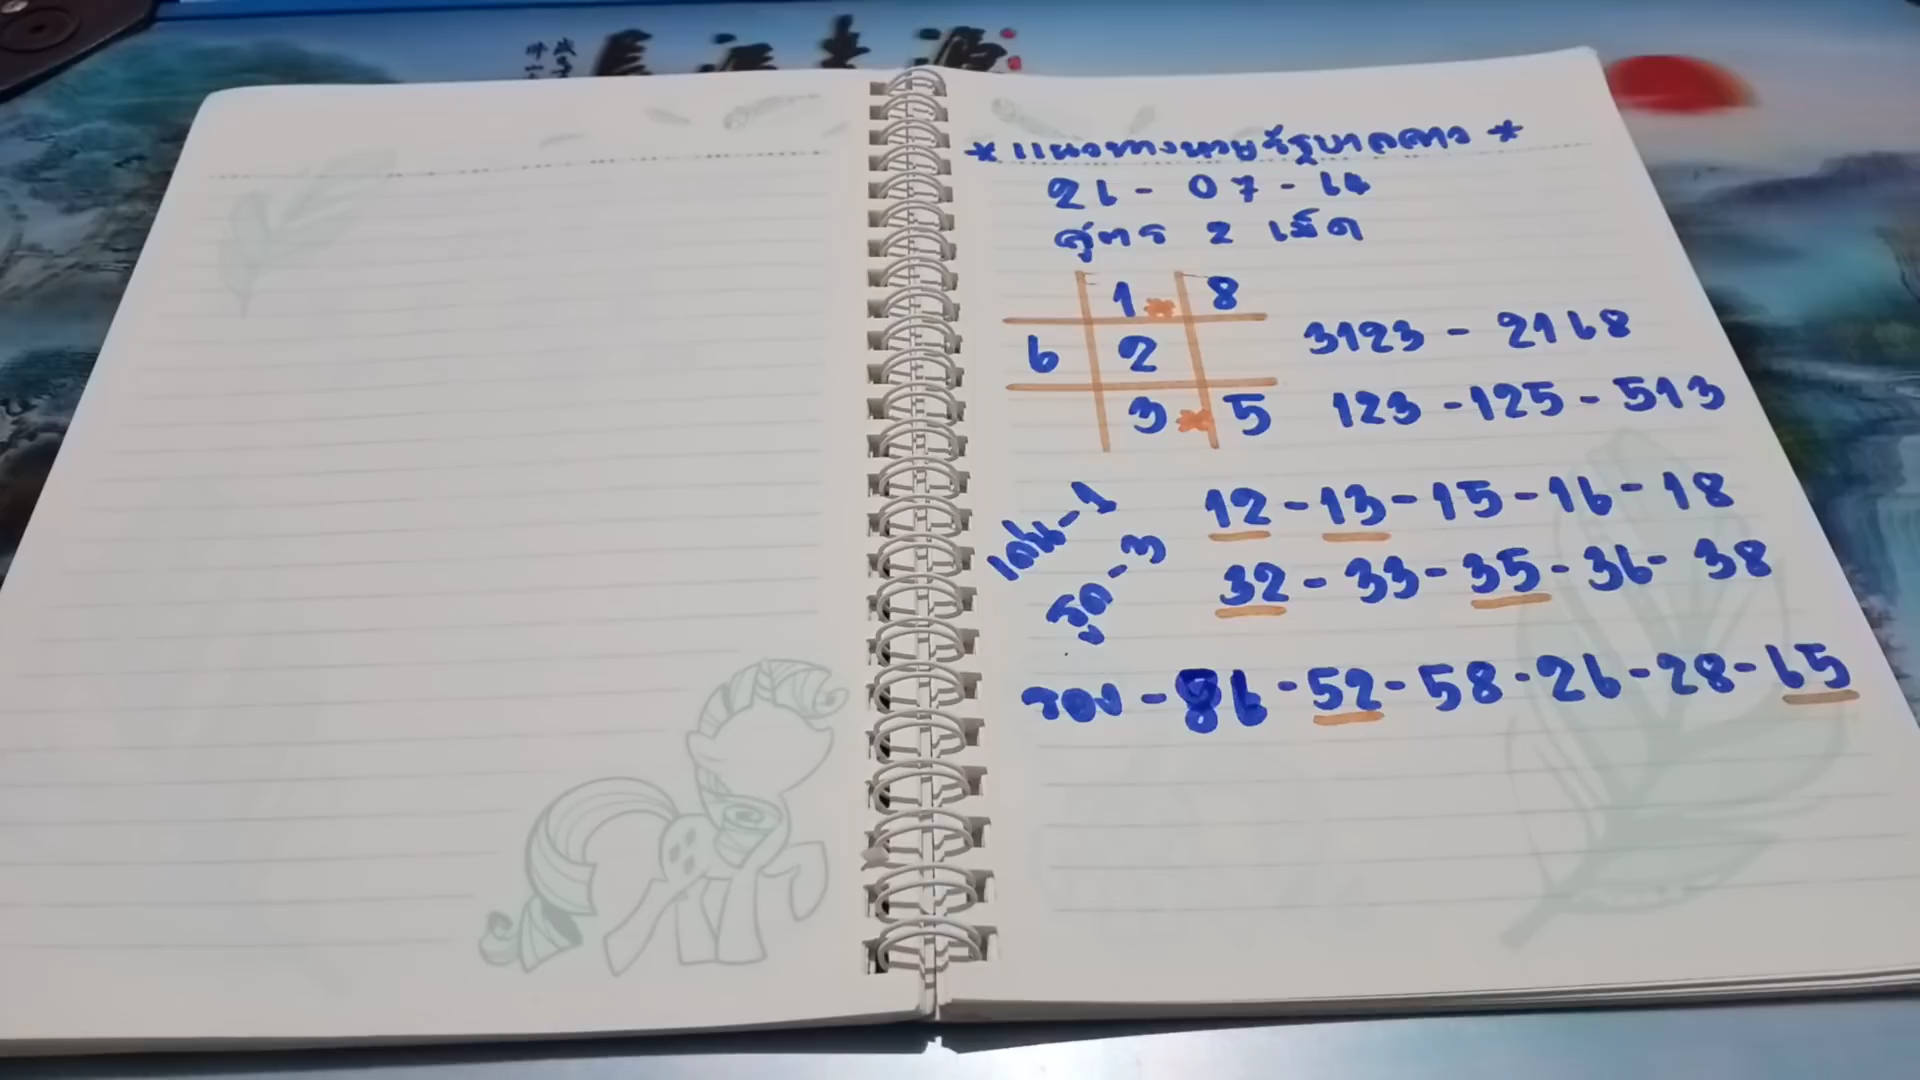 * แนวทางหวยรัฐบาลลาว *
26 - 07 - 64
สูตร 2 เม็ด
1 * 8
6 2
3 * 5
3123 - 2168
123 - 125 - 513
เด่น - 1
12 - 13 - 15 - 16 - 18
รูด - 3
32 - 33 - 35 - 36 - 38
รอง - 86 - 52 - 58 - 26 - 28 - 65